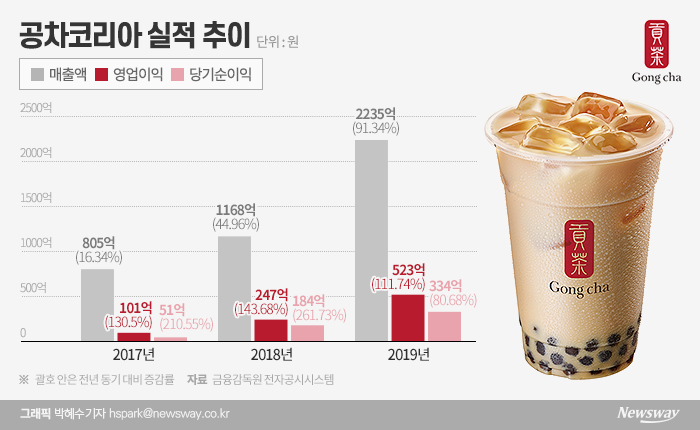 공차코리아 실적 추이 단위 : 원
매출액 영업이익 당기순이익
貢茶
Gong cha
2500억
2000억
1500억
1000억
500억
0
805억
(16.34%)
101억
(130.5%)
51억
(210.55%)
1168억
(44.96%)
247억
(143.68%)
184억
(261.73%)
2235억
(91.34%)
523억
(111.74%)
334억
(80.68%)
2017년 2018년 2019년
貢茶
Gong cha
※ 괄호 안은 전년 동기 대비 증감률 자료 금융감독원 전자공시시스템
그래픽 박혜수 기자 hspark@newsway.co.kr
Newsway